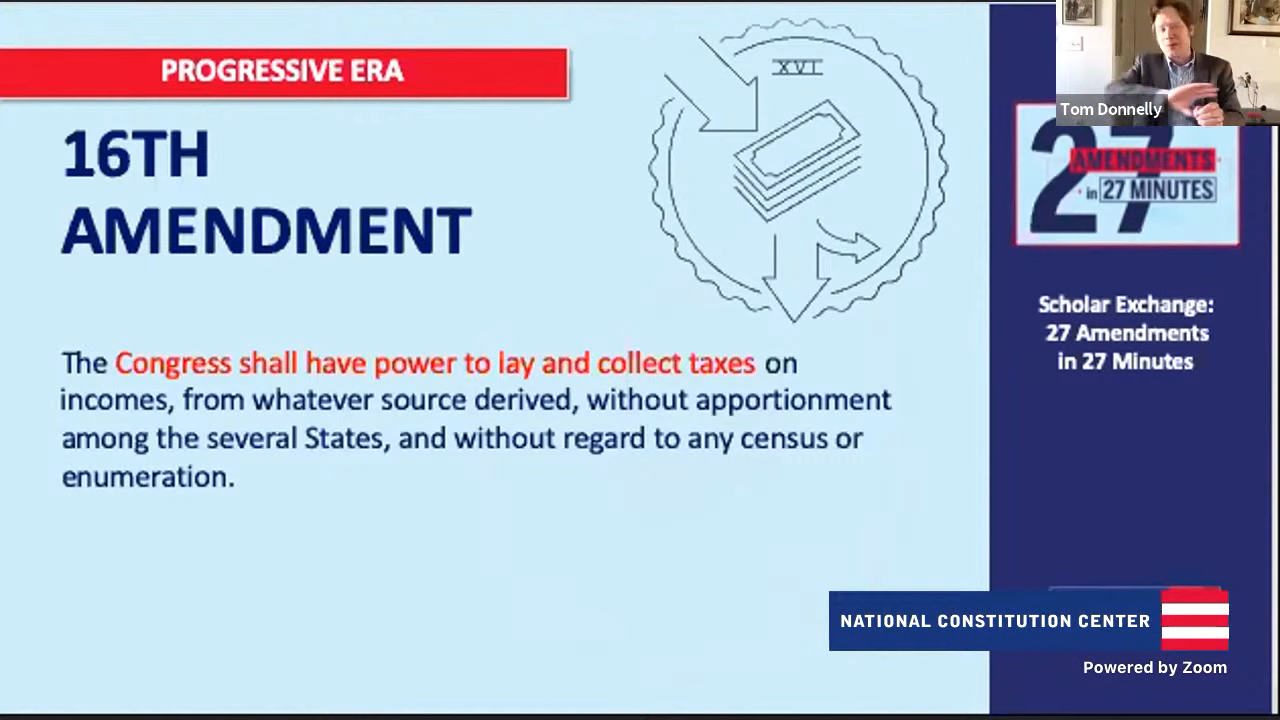 PROGRESSIVE ERA
XVI
16TH
AMENDMENT
The Congress shall have power to lay and collect taxes on
incomes, from whatever source derived, without apportionment
among the several States, and without regard to any census or
enumeration.
Tom Donnelly
27
AMENDMENTS
in 27 MINUTES
Scholar Exchange:
27 Amendments
in 27 Minutes
NATIONAL CONSTITUTION CENTER
Powered by Zoom